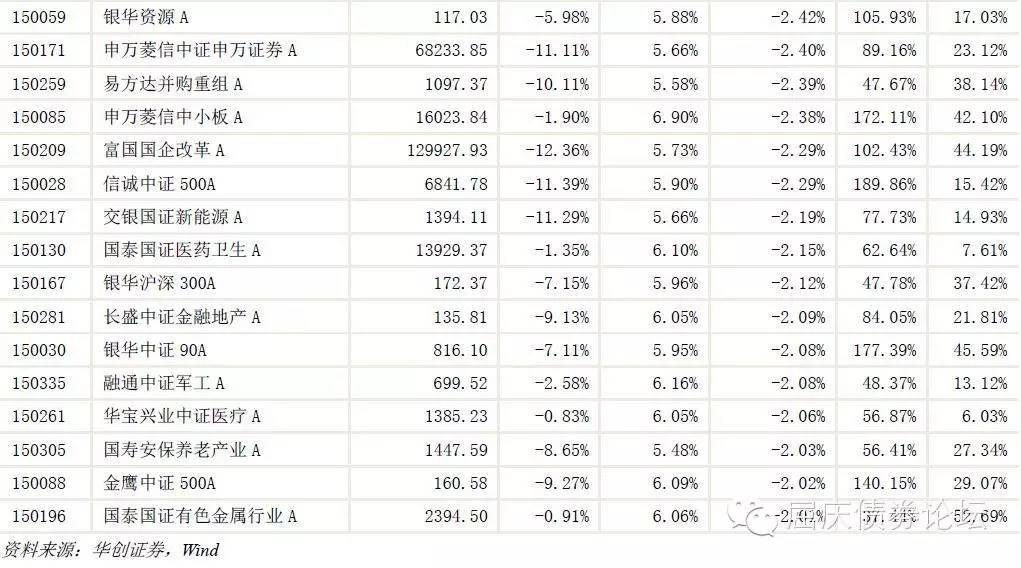 150059 银华资源 A 117.03 -5.98% 5.88% -2.42% 105.93% 17.03%
150171 申万菱信中证申万证券 A 68233.85 -11.11% 5.66% -2.40% 89.16% 23.12%
150259 易方达并购重组 A 1097.37 -10.11% 5.58% -2.39% 47.67% 38.14%
150085 申万菱信中小板 A 16023.84 -1.90% 6.90% -2.38% 172.11% 42.10%
150209 富国国企改革 A 129927.93 -12.36% 5.73% -2.29% 102.43% 44.19%
150028 信诚中证 500A 6841.78 -11.39% 5.90% -2.29% 189.86% 15.42%
150217 交银国证新能源 A 1394.11 -11.29% 5.66% -2.19% 77.73% 14.93%
150130 国泰国证医药卫生 A 13929.37 -1.35% 6.10% -2.15% 62.64% 7.61%
150167 银华沪深 300A 172.37 -7.15% 5.96% -2.12% 47.78% 37.42%
150281 长盛中证金融地产 A 135.81 -9.13% 6.05% -2.09% 84.05% 21.81%
150030 银华中证 90A 816.10 -7.11% 5.95% -2.08% 177.39% 45.59%
150335 融通中证军工 A 699.52 -2.58% 6.16% -2.08% 48.37% 13.12%
150261 华宝兴业中证医疗 A 1385.23 -0.83% 6.05% -2.06% 56.87% 6.03%
150305 国寿安保养老产业 A 1447.59 -8.65% 5.48% -2.03% 56.41% 27.34%
150088 金鹰中证 500A 160.58 -9.27% 6.09% -2.02% 140.15% 29.07%
150196 国泰国证有色金属行业 A 2394.50 -0.91% 6.06%
屈庆债券论坛
资料来源：华创证券，Wind